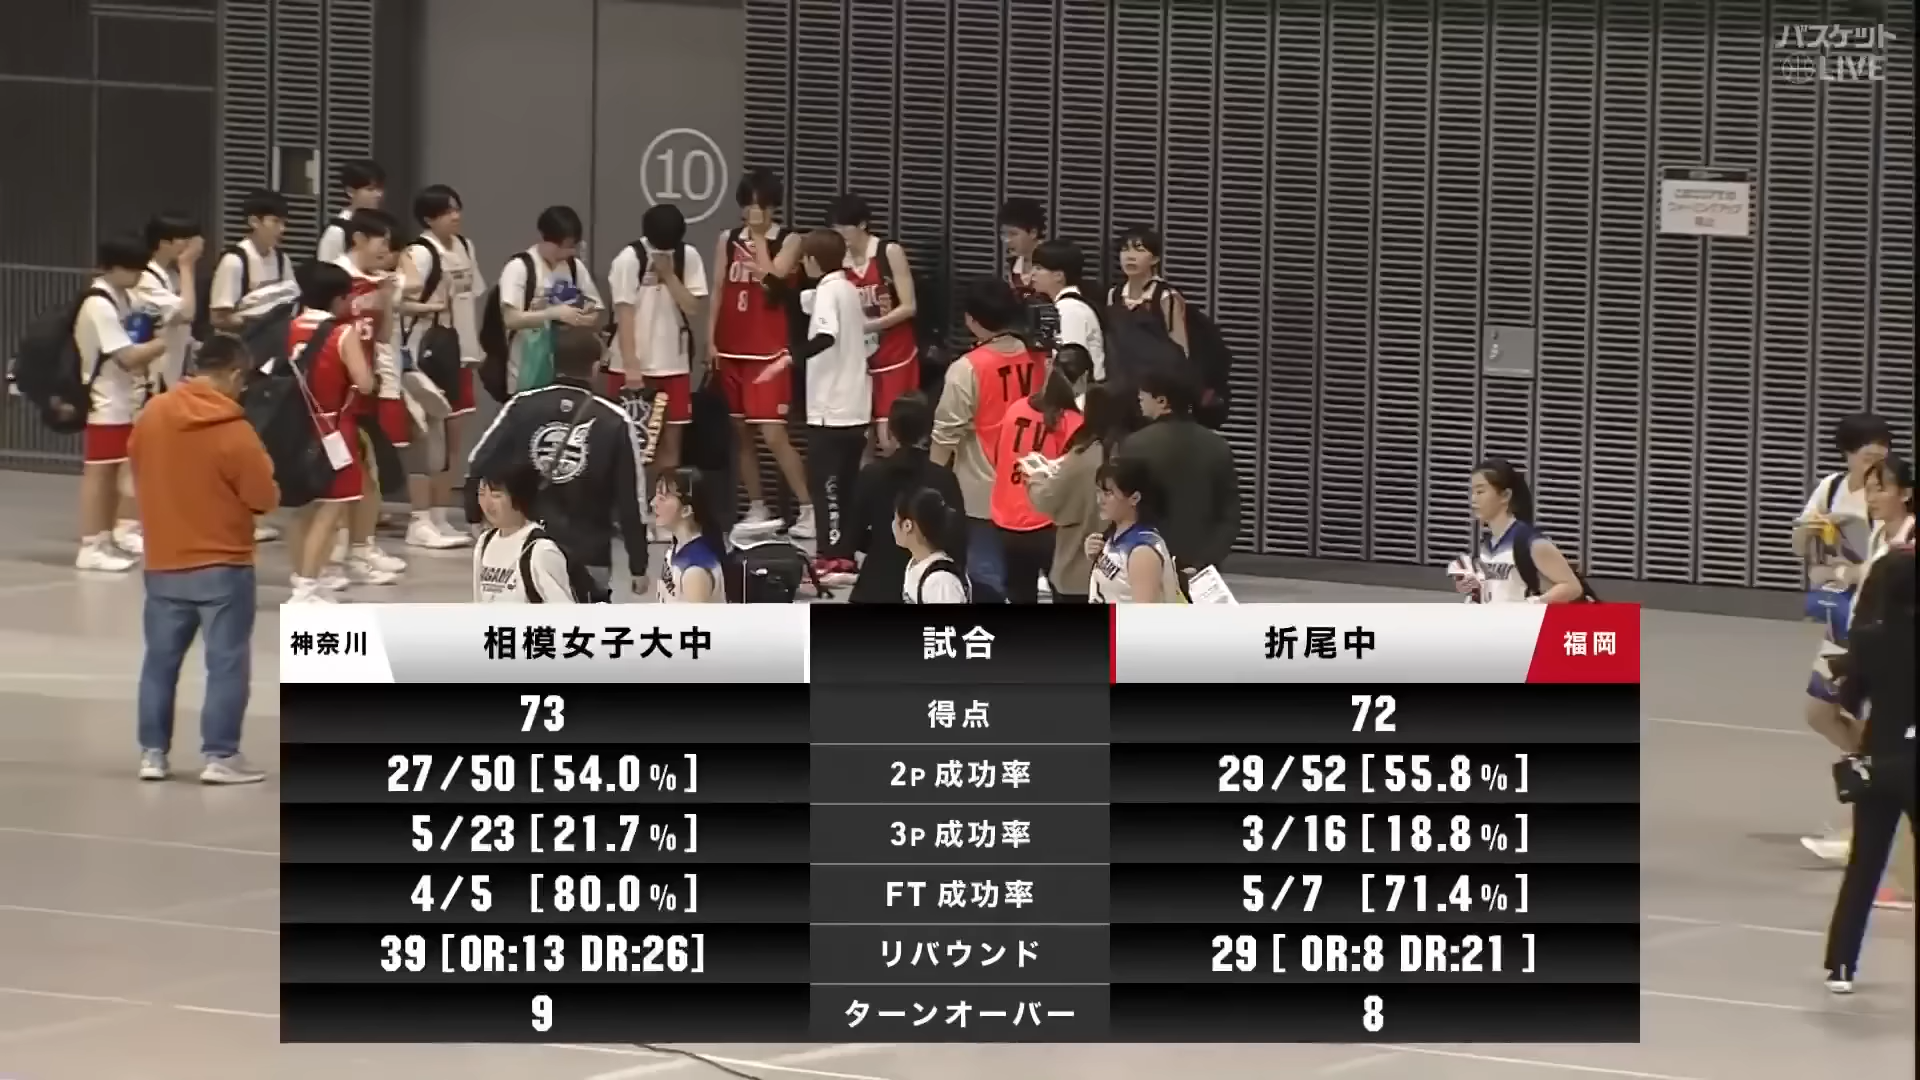 バスケット
LIVE
10
TV
TV
8
神奈川 相模女子大中 試合 折尾中 福岡
73 得点 72
27/50 [54.0%] 2P 成功率 29/52 [55.8%]
5/23 [21.7%] 3P 成功率 3/16 [18.8%]
4/5 [80.0%] FT 成功率 5/7 [71.4%]
39 [OR:13 DR:26] リバウンド 29 [ OR:8 DR:21 ]
9 ターンオーバー 8